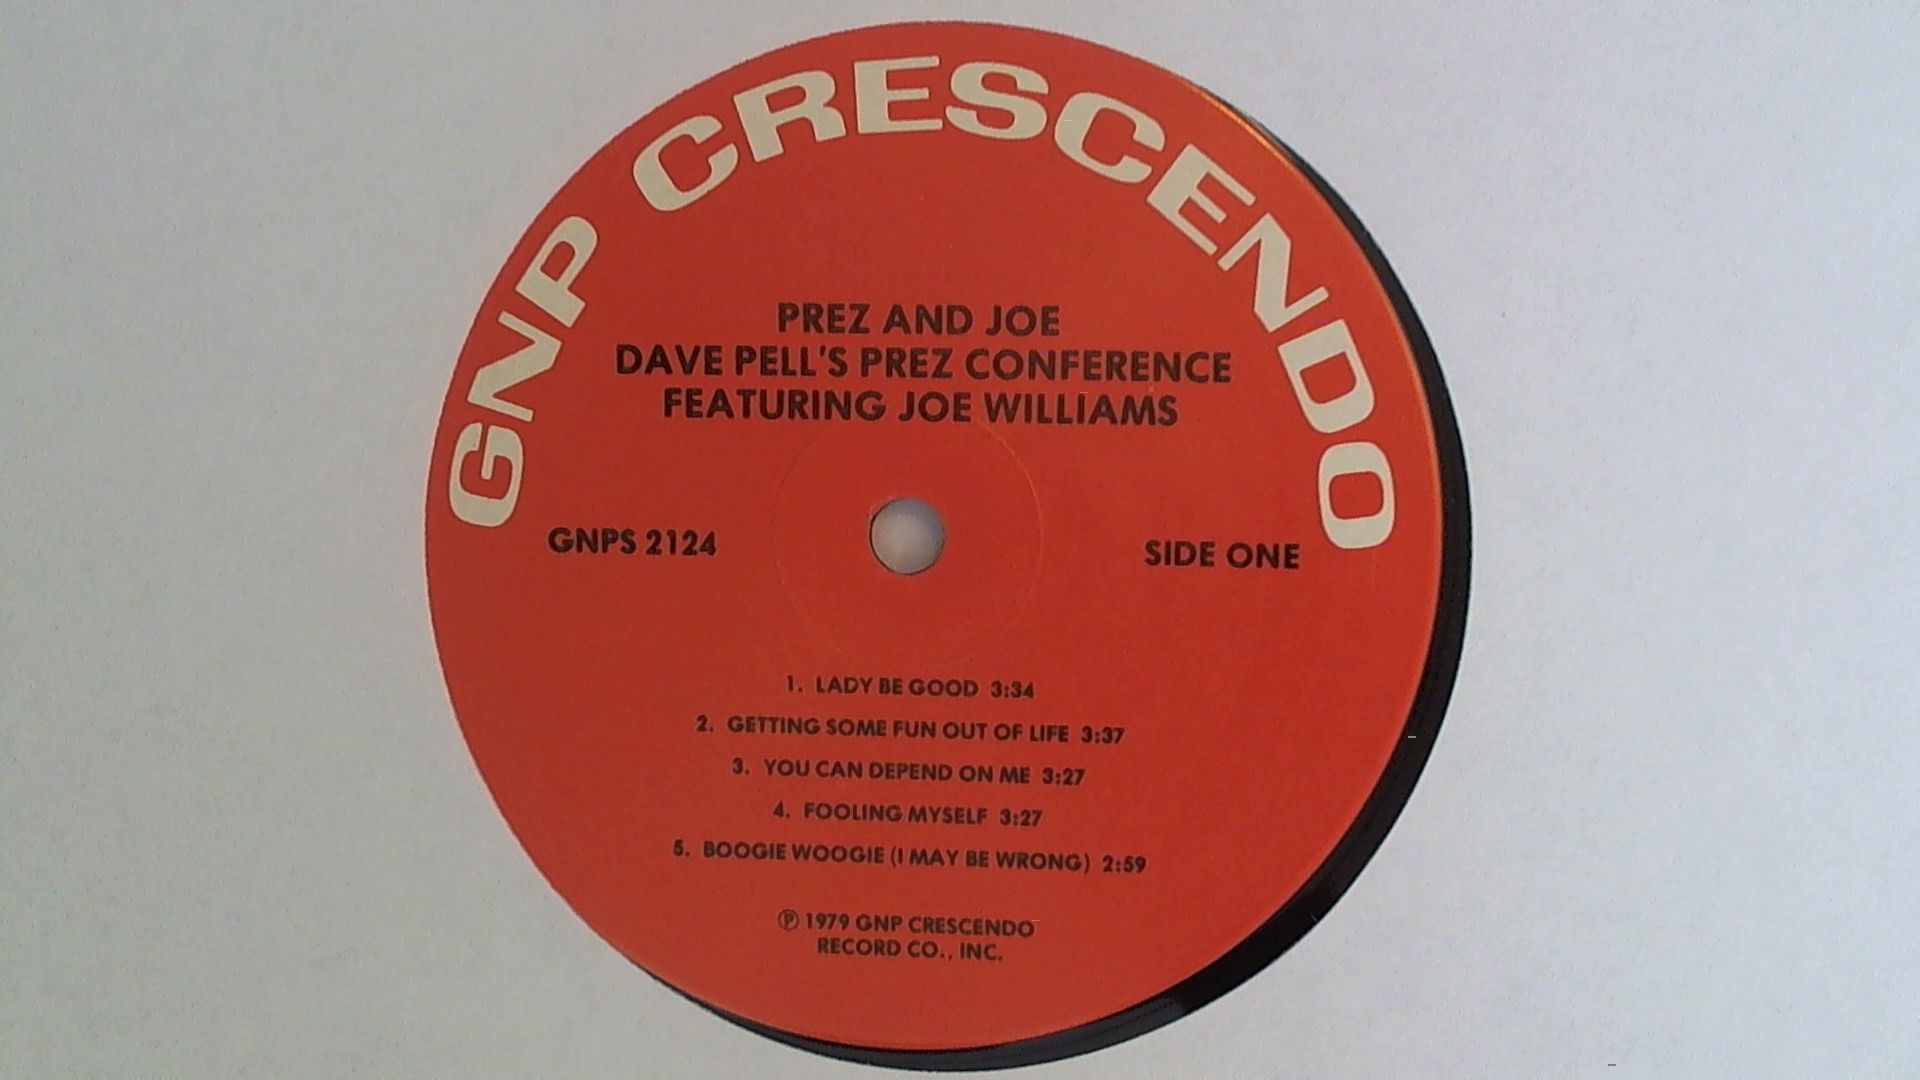 GNP CRESCENDO
PREZ AND JOE
DAVE PELL'S PREZ CONFERENCE
FEATURING JOE WILLIAMS
GNPS 2124
SIDE ONE
1. LADY BE GOOD 3:34
2. GETTING SOME FUN OUT OF LIFE 3:37
3. YOU CAN DEPEND ON ME 3:27
4. FOOLING MYSELF 3:27
5. BOOGIE WOOGIE (I MAY BE WRONG) 2:59
℗ 1979 GNP CRESCENDO
RECORD CO., INC.